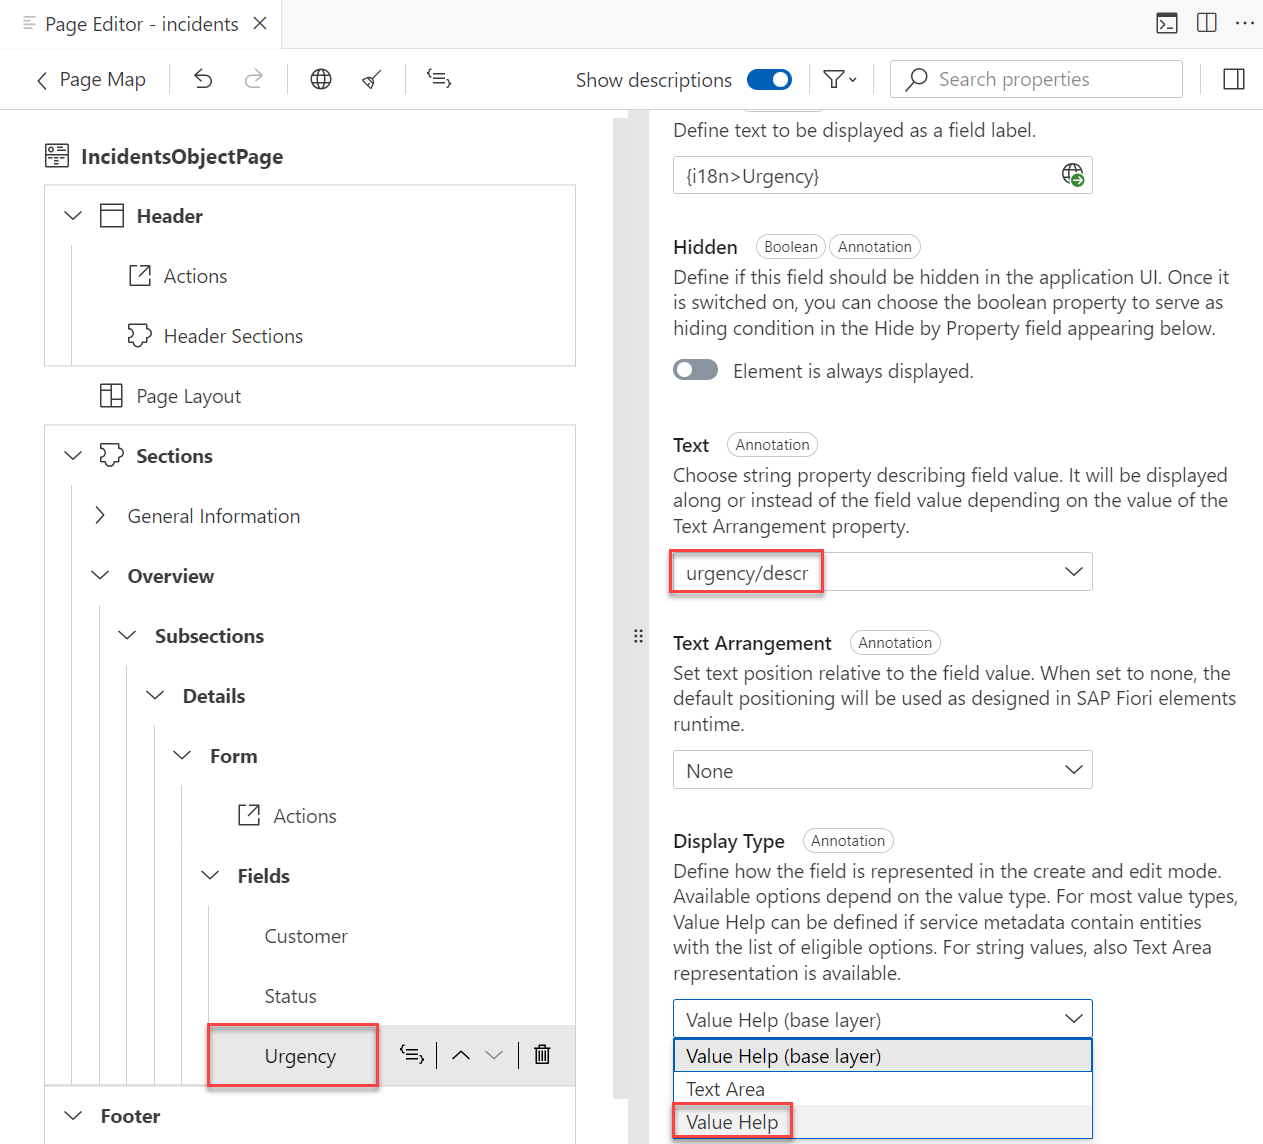 Page Editor - incidents
Page Map
Show descriptions
Search properties
IncidentsObjectPage
Header
Actions
Header Sections
Page Layout
Sections
General Information
Overview
Subsections
Details
Form
Actions
Fields
Customer
Status
Urgency
Footer
Define text to be displayed as a field label.
{i18n>Urgency}
Hidden Boolean Annotation
Define if this field should be hidden in the application UI. Once it
is switched on, you can choose the boolean property to serve as
hiding condition in the Hide by Property field appearing below.
Element is always displayed.
Text Annotation
Choose string property describing field value. It will be displayed
along or instead of the field value depending on the value of the
Text Arrangement property.
urgency/descr
Text Arrangement Annotation
Set text position relative to the field value. When set to none, the
default positioning will be used as designed in SAP Fiori elements
runtime.
None
Display Type Annotation
Define how the field is represented in the create and edit mode.
Available options depend on the value type. For most value types,
Value Help can be defined if service metadata contain entities
with the list of eligible options. For string values, also Text Area
representation is available.
Value Help (base layer)
Value Help (base layer)
Text Area
Value Help